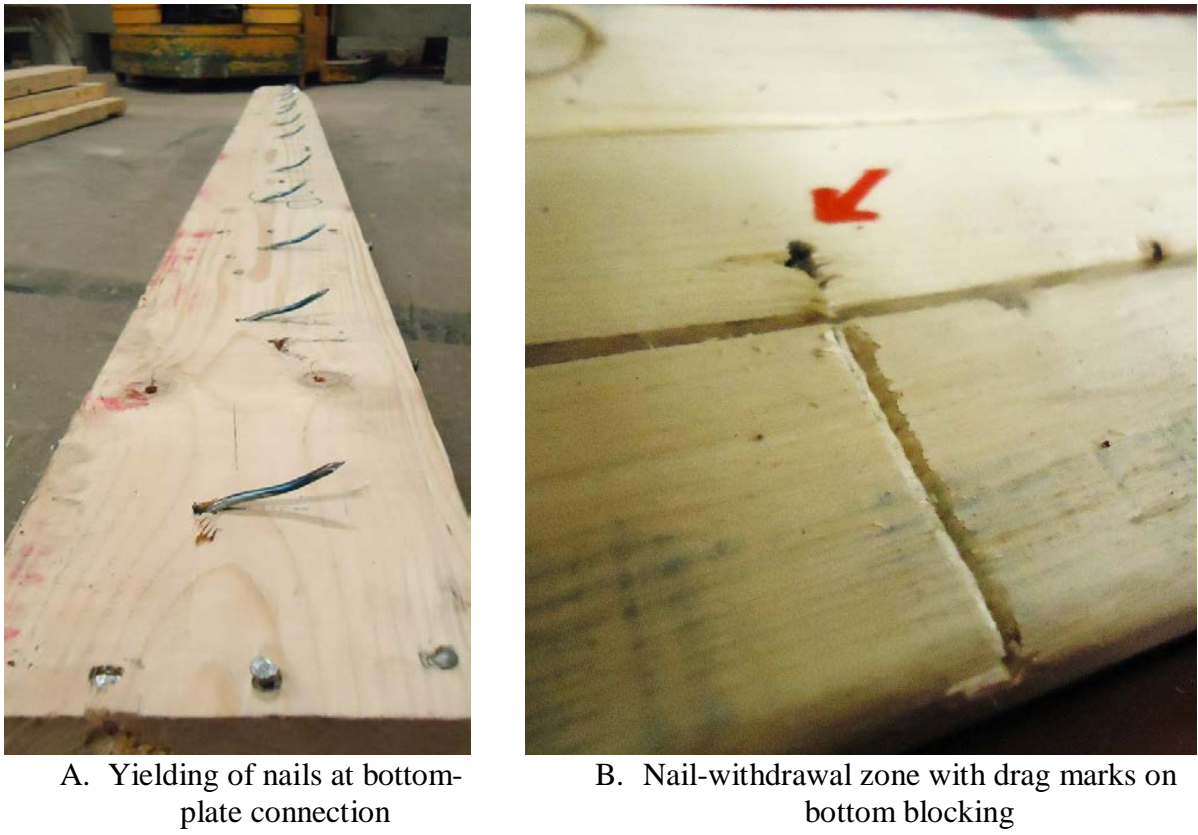 A. Yielding of nails at bottom-
plate connection
B. Nail-withdrawal zone with drag marks on
bottom blocking